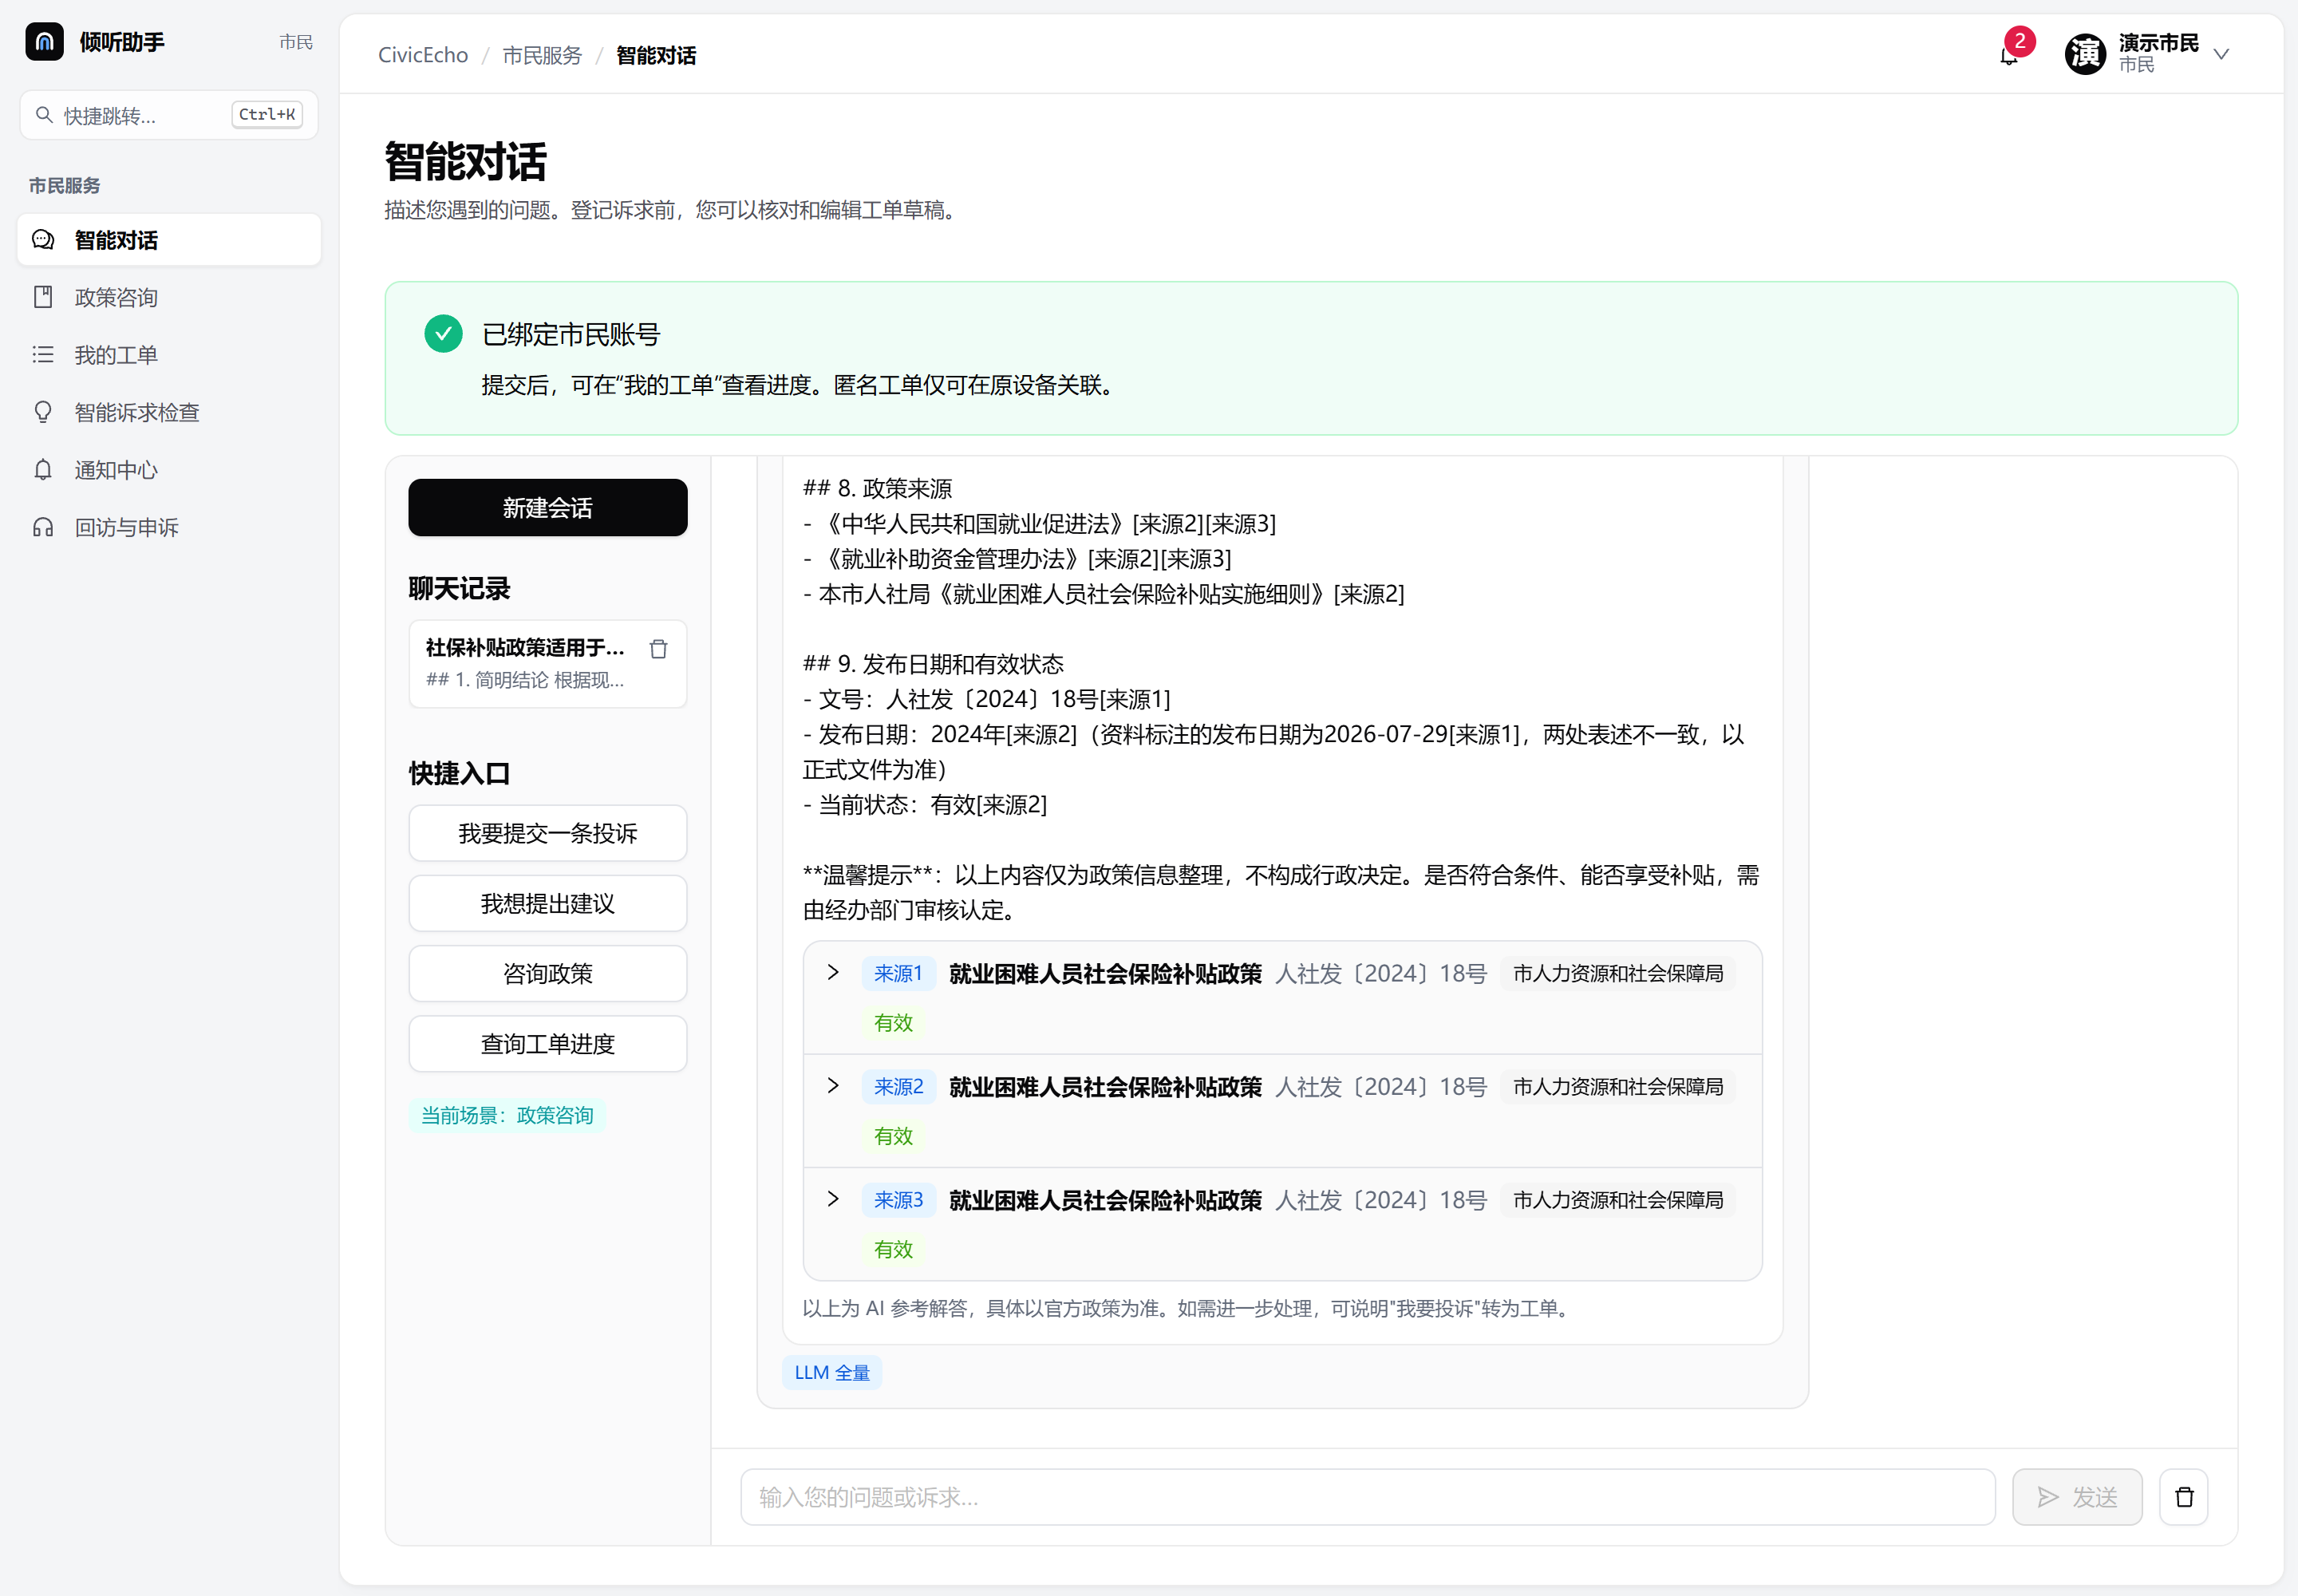 倾听助手
市民
快捷跳转...
Ctrl+K
市民服务
智能对话
政策咨询
我的工单
智能诉求检查
通知中心
回访与申诉
CivicEcho / 市民服务 / 智能对话
2
演
演示市民
市民
智能对话
描述您遇到的问题。登记诉求前，您可以核对和编辑工单草稿。
已绑定市民账号
提交后，可在“我的工单”查看进度。匿名工单仅可在原设备关联。
新建会话
聊天记录
社保补贴政策适用于...
## 1. 简明结论 根据现...
快捷入口
我要提交一条投诉
我想提出建议
咨询政策
查询工单进度
当前场景：政策咨询
## 8. 政策来源
- 《中华人民共和国就业促进法》[来源2][来源3]
- 《就业补助资金管理办法》[来源2][来源3]
- 本市人社局《就业困难人员社会保险补贴实施细则》[来源2]
## 9. 发布日期和有效状态
- 文号：人社发〔2024〕18号[来源1]
- 发布日期：2024年[来源2]（资料标注的发布日期为2026-07-29[来源1]，两处表述不一致，以
正式文件为准）
- 当前状态：有效[来源2]
**温馨提示**：以上内容仅为政策信息整理，不构成行政决定。是否符合条件、能否享受补贴，需
由经办部门审核认定。
来源1 就业困难人员社会保险补贴政策 人社发〔2024〕18号 市人力资源和社会保障局
有效
来源2 就业困难人员社会保险补贴政策 人社发〔2024〕18号 市人力资源和社会保障局
有效
来源3 就业困难人员社会保险补贴政策 人社发〔2024〕18号 市人力资源和社会保障局
有效
以上为 AI 参考解答，具体以官方政策为准。如需进一步处理，可说明"我要投诉"转为工单。
LLM 全量
输入您的问题或诉求...
发送